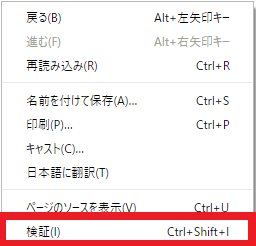 戻る(B) Alt+左矢印キー
進む(F) Alt+右矢印キー
再読み込み(R) Ctrl+R
名前を付けて保存(A)... Ctrl+S
印刷(P)... Ctrl+P
キャスト(C)...
日本語に翻訳(T)
ページのソースを表示(V) Ctrl+U
検証(I) Ctrl+Shift+I